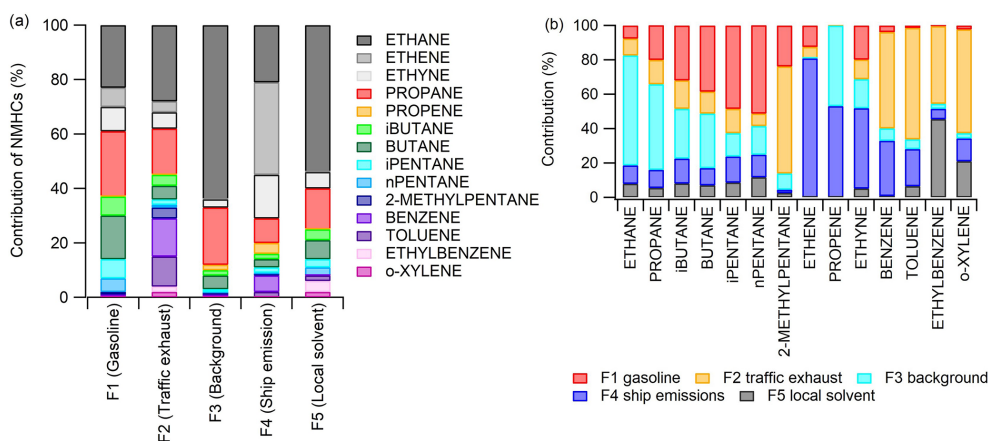 (a)
Contribution of NMHCs (%)
100
80
60
40
20
0
F1 (Gasoline)
F2 (Traffic exhaust)
F3 (Background)
F4 (Ship emission)
F5 (Local solvent)
ETHANE
ETHENE
ETHYNE
PROPANE
PROPENE
iBUTANE
BUTANE
iPENTANE
nPENTANE
2-METHYLPENTANE
BENZENE
TOLUENE
ETHYLBENZENE
o-XYLENE
(b)
Contribution (%)
100
80
60
40
20
0
ETHANE
PROPANE
iBUTANE
BUTANE
iPENTANE
nPENTANE
2-METHYLPENTANE
ETHENE
PROPENE
ETHYNE
BENZENE
TOLUENE
ETHYLBENZENE
o-XYLENE
F1 gasoline
F2 traffic exhaust
F3 background
F4 ship emissions
F5 local solvent